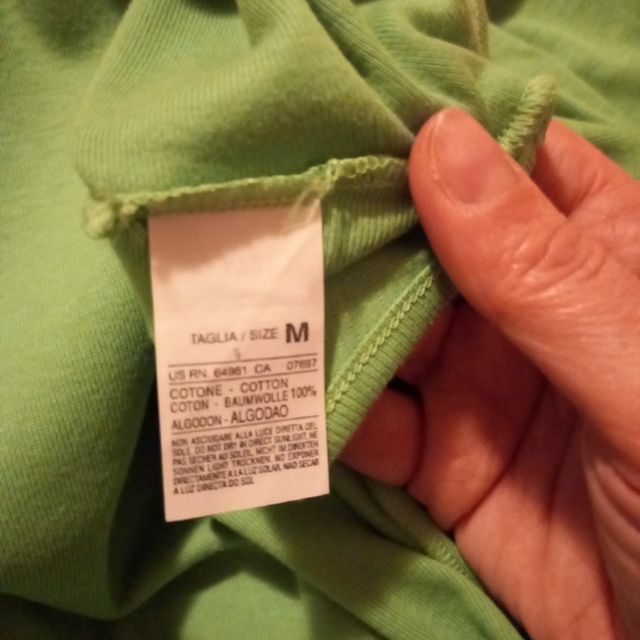 TAGLIA / SIZE M
S
US RN 64961 CA 07697
COTONE - COTTON
COTON - BAUMWOLLE 100%
ALGODON - ALGODAO
NON ASCIUGARE ALLA LUCE DIRETTA DEL
SOLE. DO NOT DRY IN DIRECT SUNLIGHT. NE
PAS SECHER AU SOLEIL. NICHT IM DIREKTEN
SONNEN LIGHT TROCKNEN. NO EXPONER
DIRECTAMENTE A LA LUZ SOLAR. NAO SECAR
A LUZ DIRECTA DO SOL